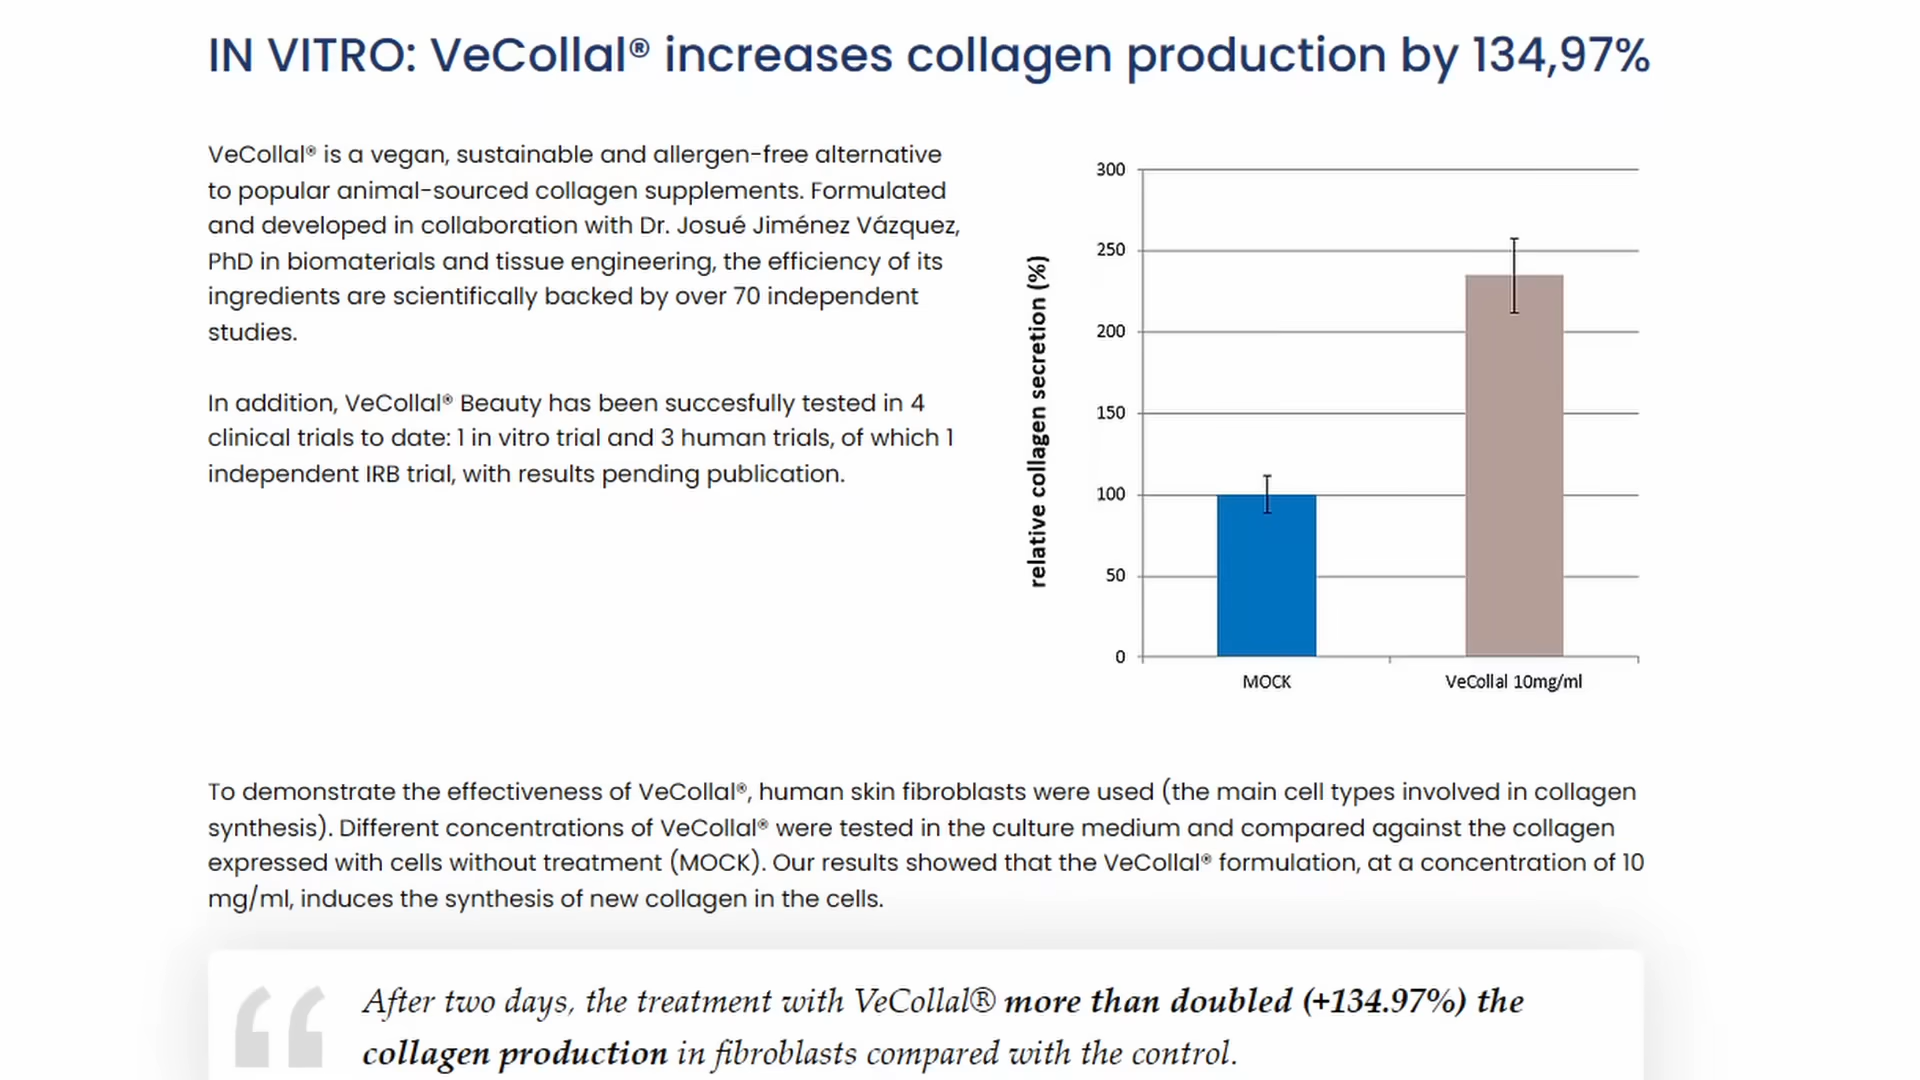 IN VITRO: VeCollal® increases collagen production by 134,97%
VeCollal® is a vegan, sustainable and allergen-free alternative
to popular animal-sourced collagen supplements. Formulated
and developed in collaboration with Dr. Josué Jiménez Vázquez,
PhD in biomaterials and tissue engineering, the efficiency of its
ingredients are scientifically backed by over 70 independent
studies.
In addition, VeCollal® Beauty has been succesfully tested in 4
clinical trials to date: 1 in vitro trial and 3 human trials, of which 1
independent IRB trial, with results pending publication.
relative collagen secretion (%)
300
250
200
150
100
50
0
MOCK
VeCollal 10mg/ml
To demonstrate the effectiveness of VeCollal®, human skin fibroblasts were used (the main cell types involved in collagen
synthesis). Different concentrations of VeCollal® were tested in the culture medium and compared against the collagen
expressed with cells without treatment (MOCK). Our results showed that the VeCollal® formulation, at a concentration of 10
mg/ml, induces the synthesis of new collagen in the cells.
“
After two days, the treatment with VeCollal® more than doubled (+134.97%) the
collagen production in fibroblasts compared with the control.